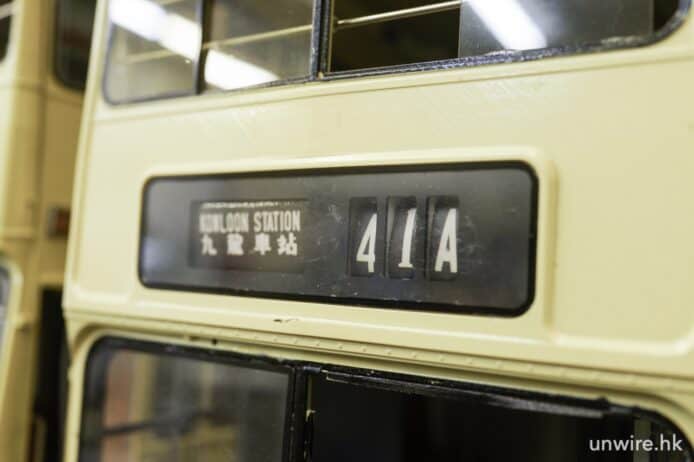 KOWLOON STATION
九龍車站
41A
unwire.hk